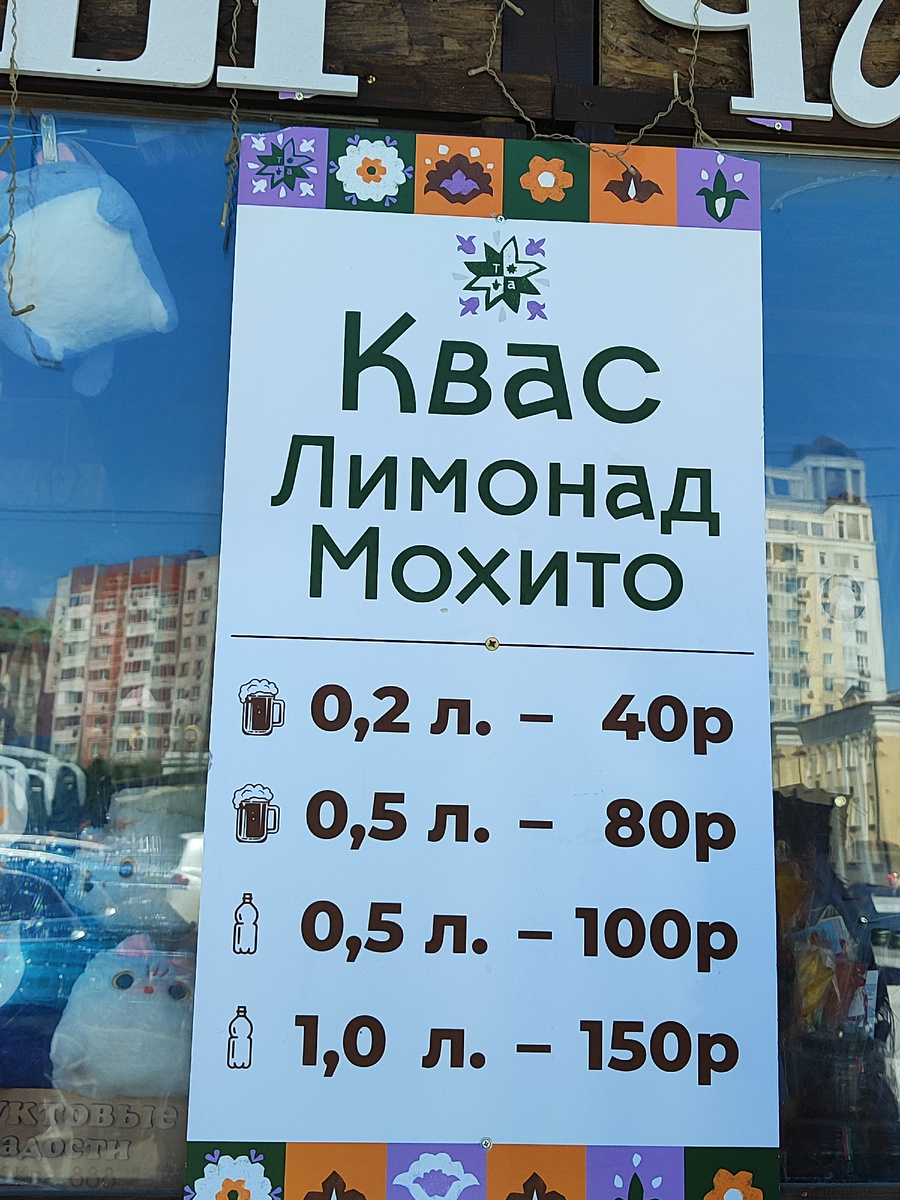 Т
а
Квас
Лимонад
Мохито
0,2 л. – 40р
0,5 л. – 80р
0,5 л. – 100р
1,0 л. – 150р